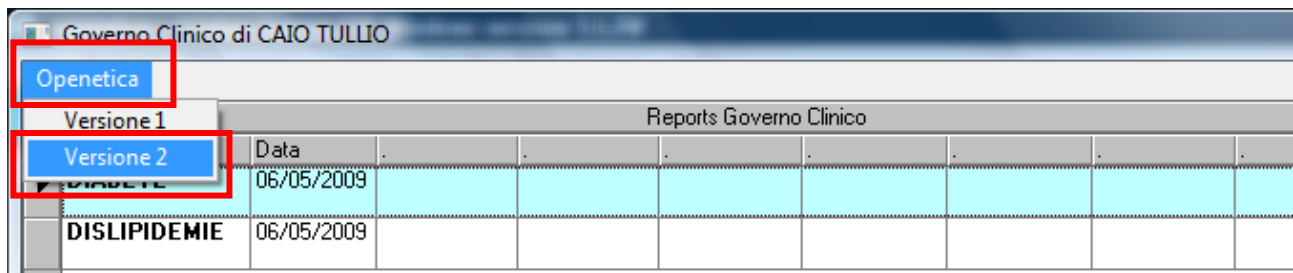 Governo Clinico di CAIO TULLIO
Openetica
Versione 1
Reports Governo Clinico
Versione 2
Data . . . . . . .
DIABETE 06/05/2009
DISLIPIDEMIE 06/05/2009